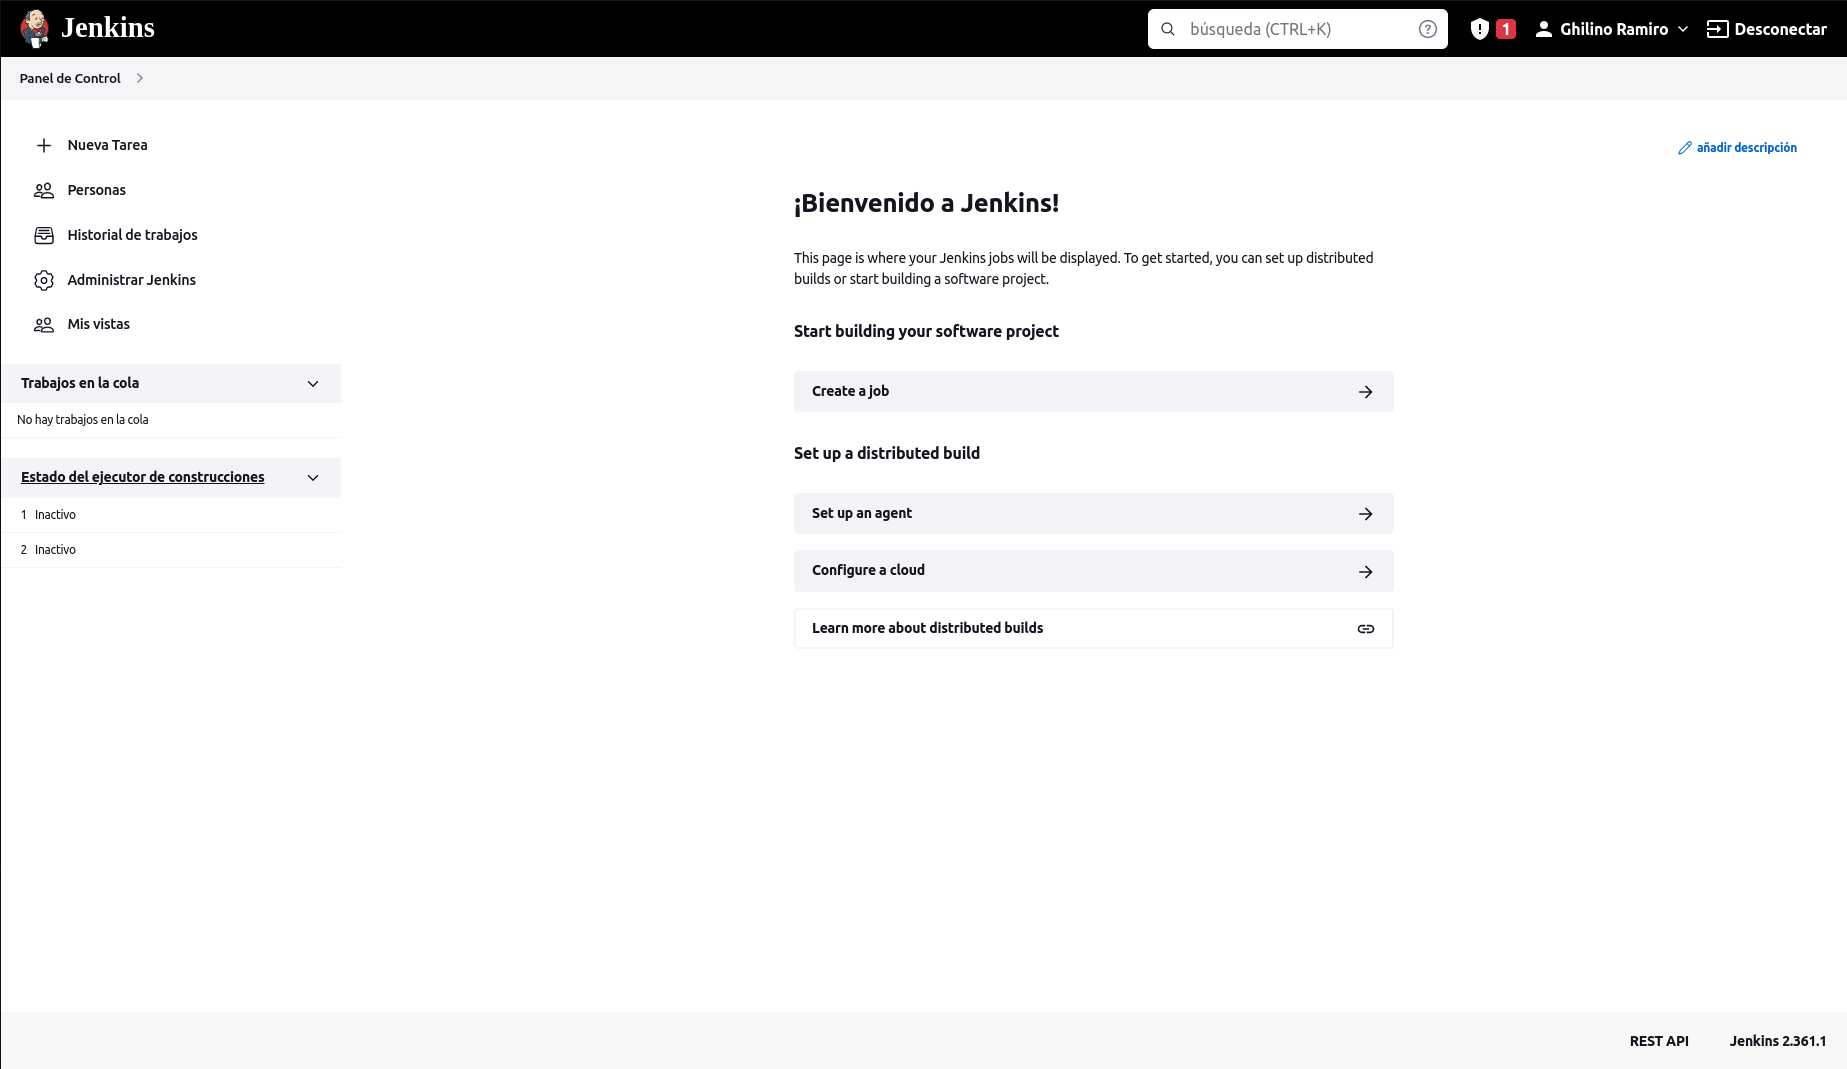 Jenkins
búsqueda (CTRL+K)
1
Ghilino Ramiro
Desconectar
Panel de Control
Nueva Tarea
Personas
Historial de trabajos
Administrar Jenkins
Mis vistas
Trabajos en la cola
No hay trabajos en la cola
Estado del ejecutor de construcciones
1 Inactivo
2 Inactivo
añadir descripción
¡Bienvenido a Jenkins!
This page is where your Jenkins jobs will be displayed. To get started, you can set up distributed
builds or start building a software project.
Start building your software project
Create a job
Set up a distributed build
Set up an agent
Configure a cloud
Learn more about distributed builds
REST API
Jenkins 2.361.1